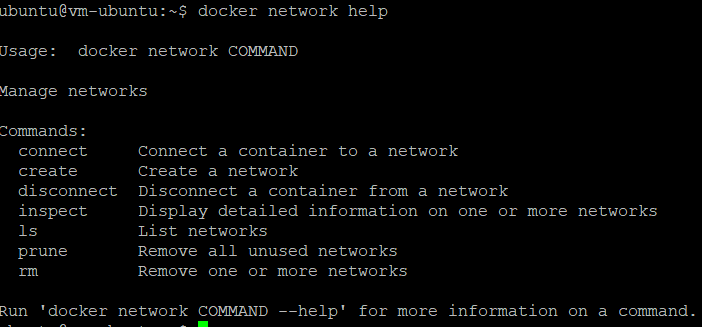 ubuntu@vm-ubuntu:~$ docker network help
Usage:  docker network COMMAND
Manage networks
Commands:
  connect     Connect a container to a network
  create      Create a network
  disconnect  Disconnect a container from a network
  inspect     Display detailed information on one or more networks
  ls          List networks
  prune       Remove all unused networks
  rm          Remove one or more networks
Run 'docker network COMMAND --help' for more information on a command.
ubuntu@vm-ubuntu:~$